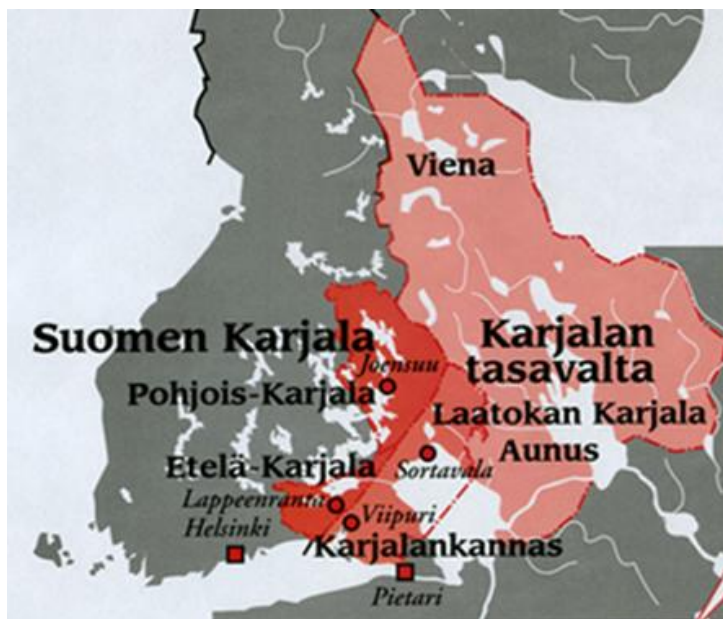 Viena
Suomen Karjala
Karjalan
tasavalta
Joensuu
Pohjois-Karjala
Laatokan Karjala
Aunus
Etelä-Karjala
Sortavala
Lappeenranta
Viipuri
Helsinki
/Karjalankannas
Pietari